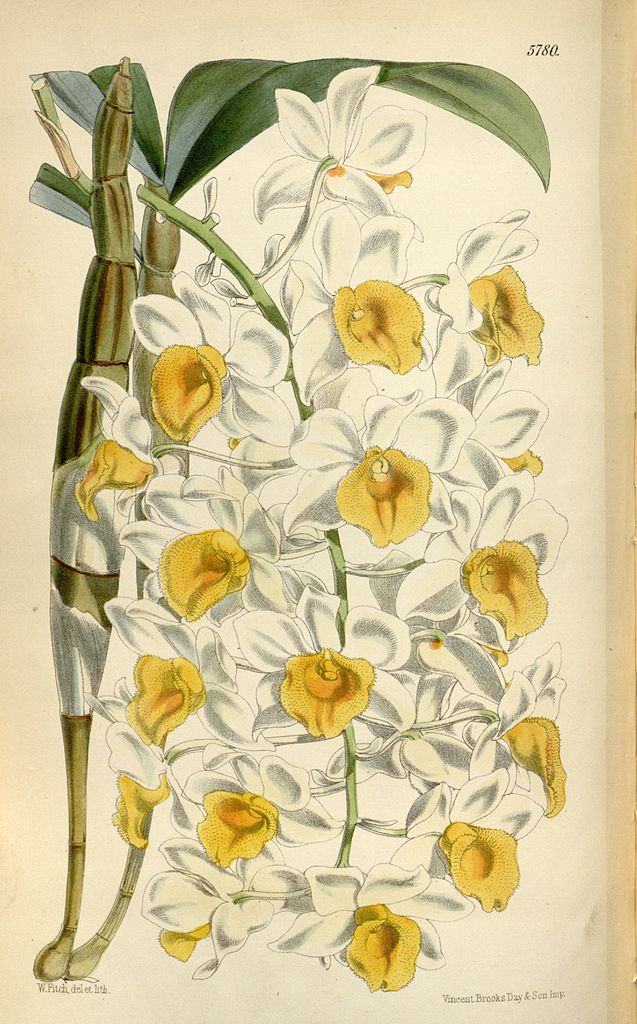 5780.
W. Fitch, del et lith.
Vincent Brooks Day & Son Imp.